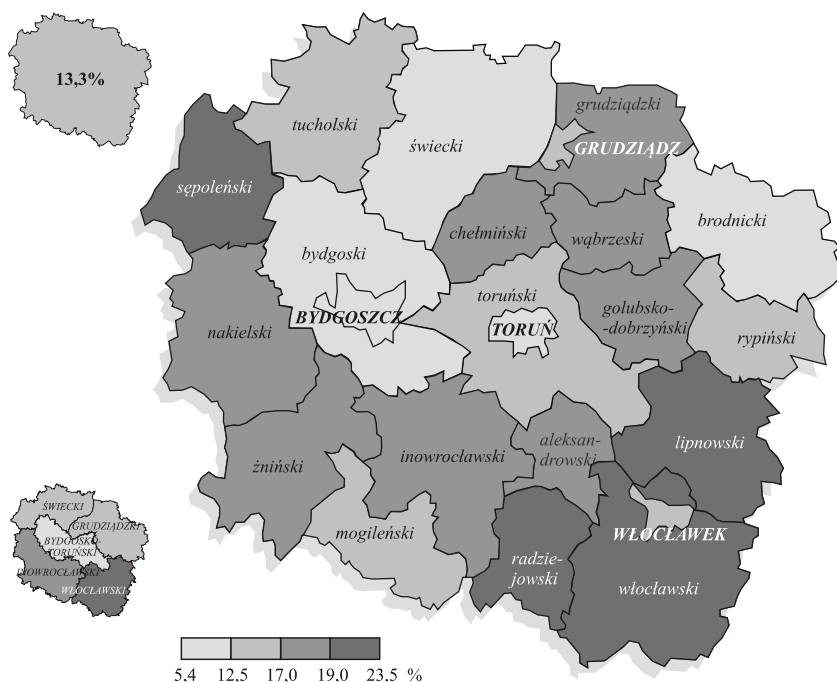 13,3%
tucholski
świecki
grudziądzki
GRUDZIĄDZ
sępoleński
brodnicki
chełmiński
wąbrzeski
bydgoski
toruński
golubsko-
-dobrzyński
BYDGOSZCZ
TORUŃ
nakielski
rypiński
aleksan-
drowski
lipnowski
żniński
inowrocławski
mogileński
radzie-
jowski
WŁOCŁAWEK
włocławski
ŚWIECKI
GRUDZIĄDZKI
BYDGOSKO-
TORUŃSKI
INOWROCŁAWSKI
WŁOCŁAWSKI
5,4 12,5 17,0 19,0 23,5 %